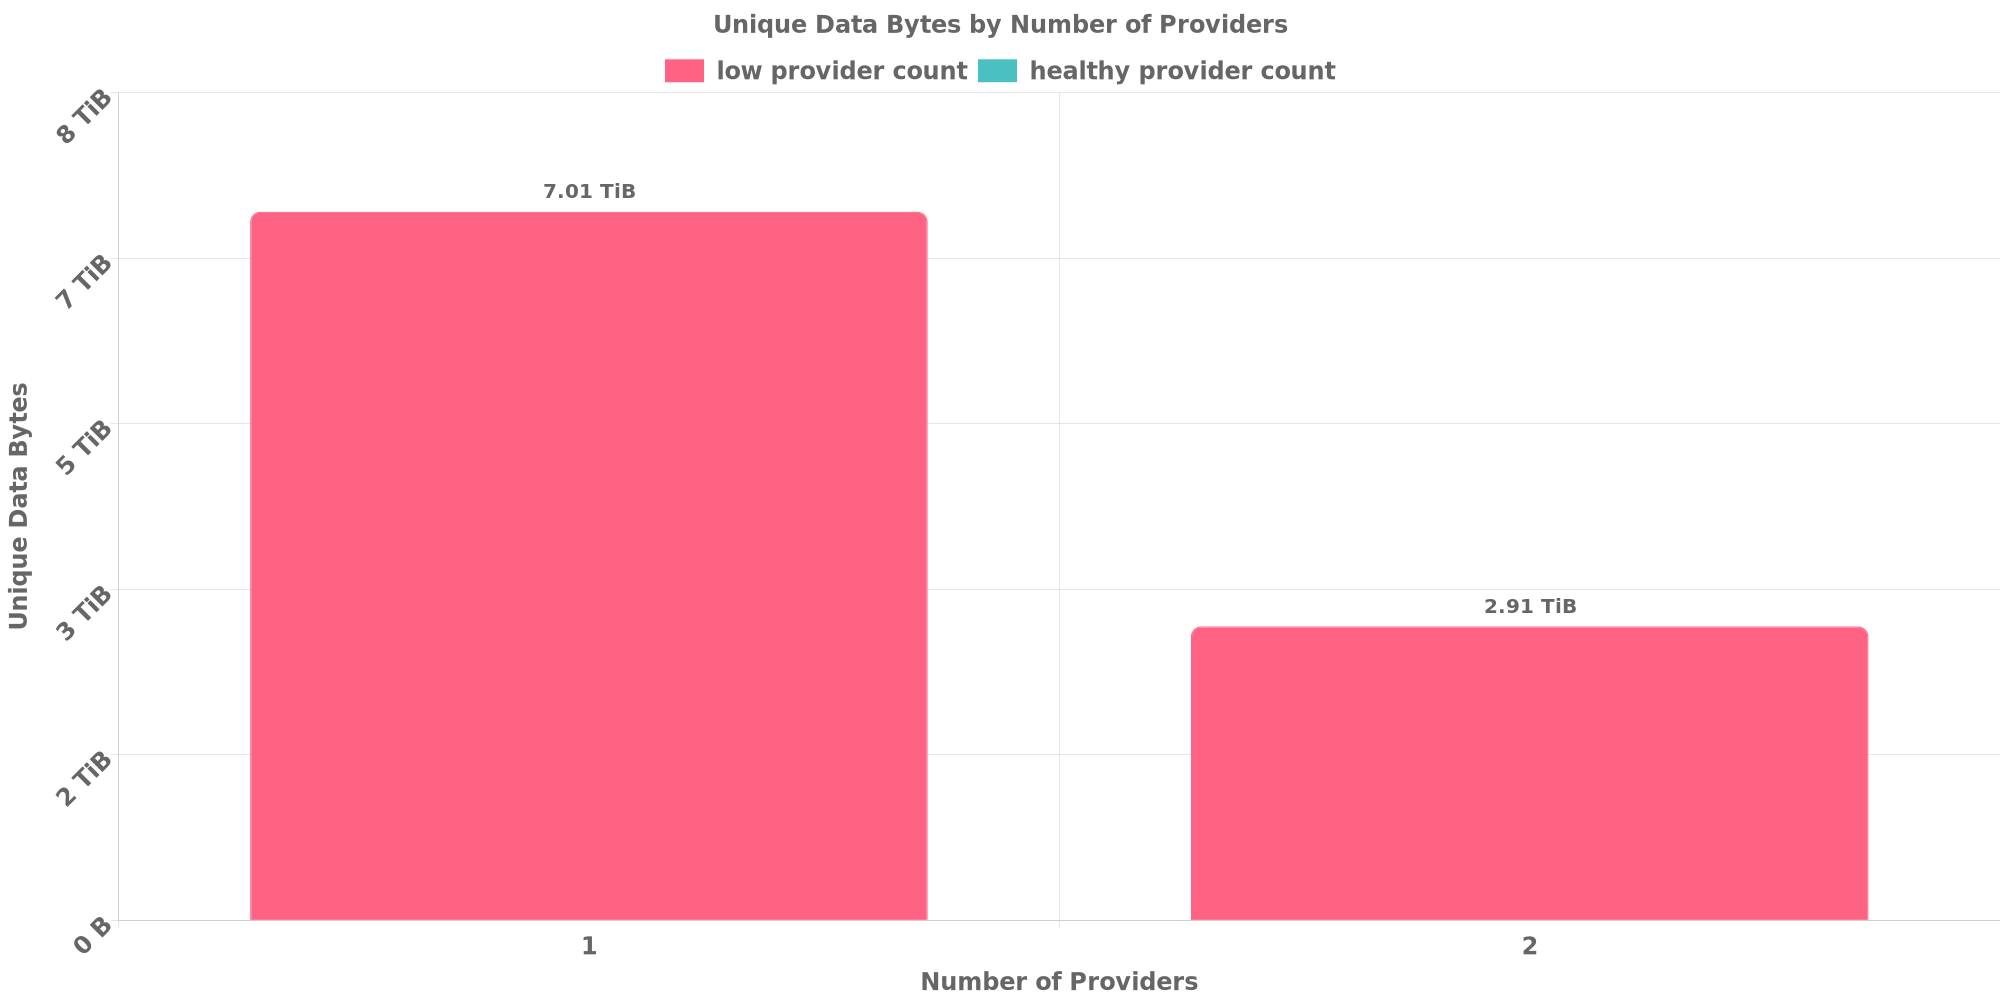 Unique Data Bytes by Number of Providers
low provider count
healthy provider count
Unique Data Bytes
8 TiB
7 TiB
5 TiB
3 TiB
2 TiB
0 B
7.01 TiB
2.91 TiB
1
2
Number of Providers